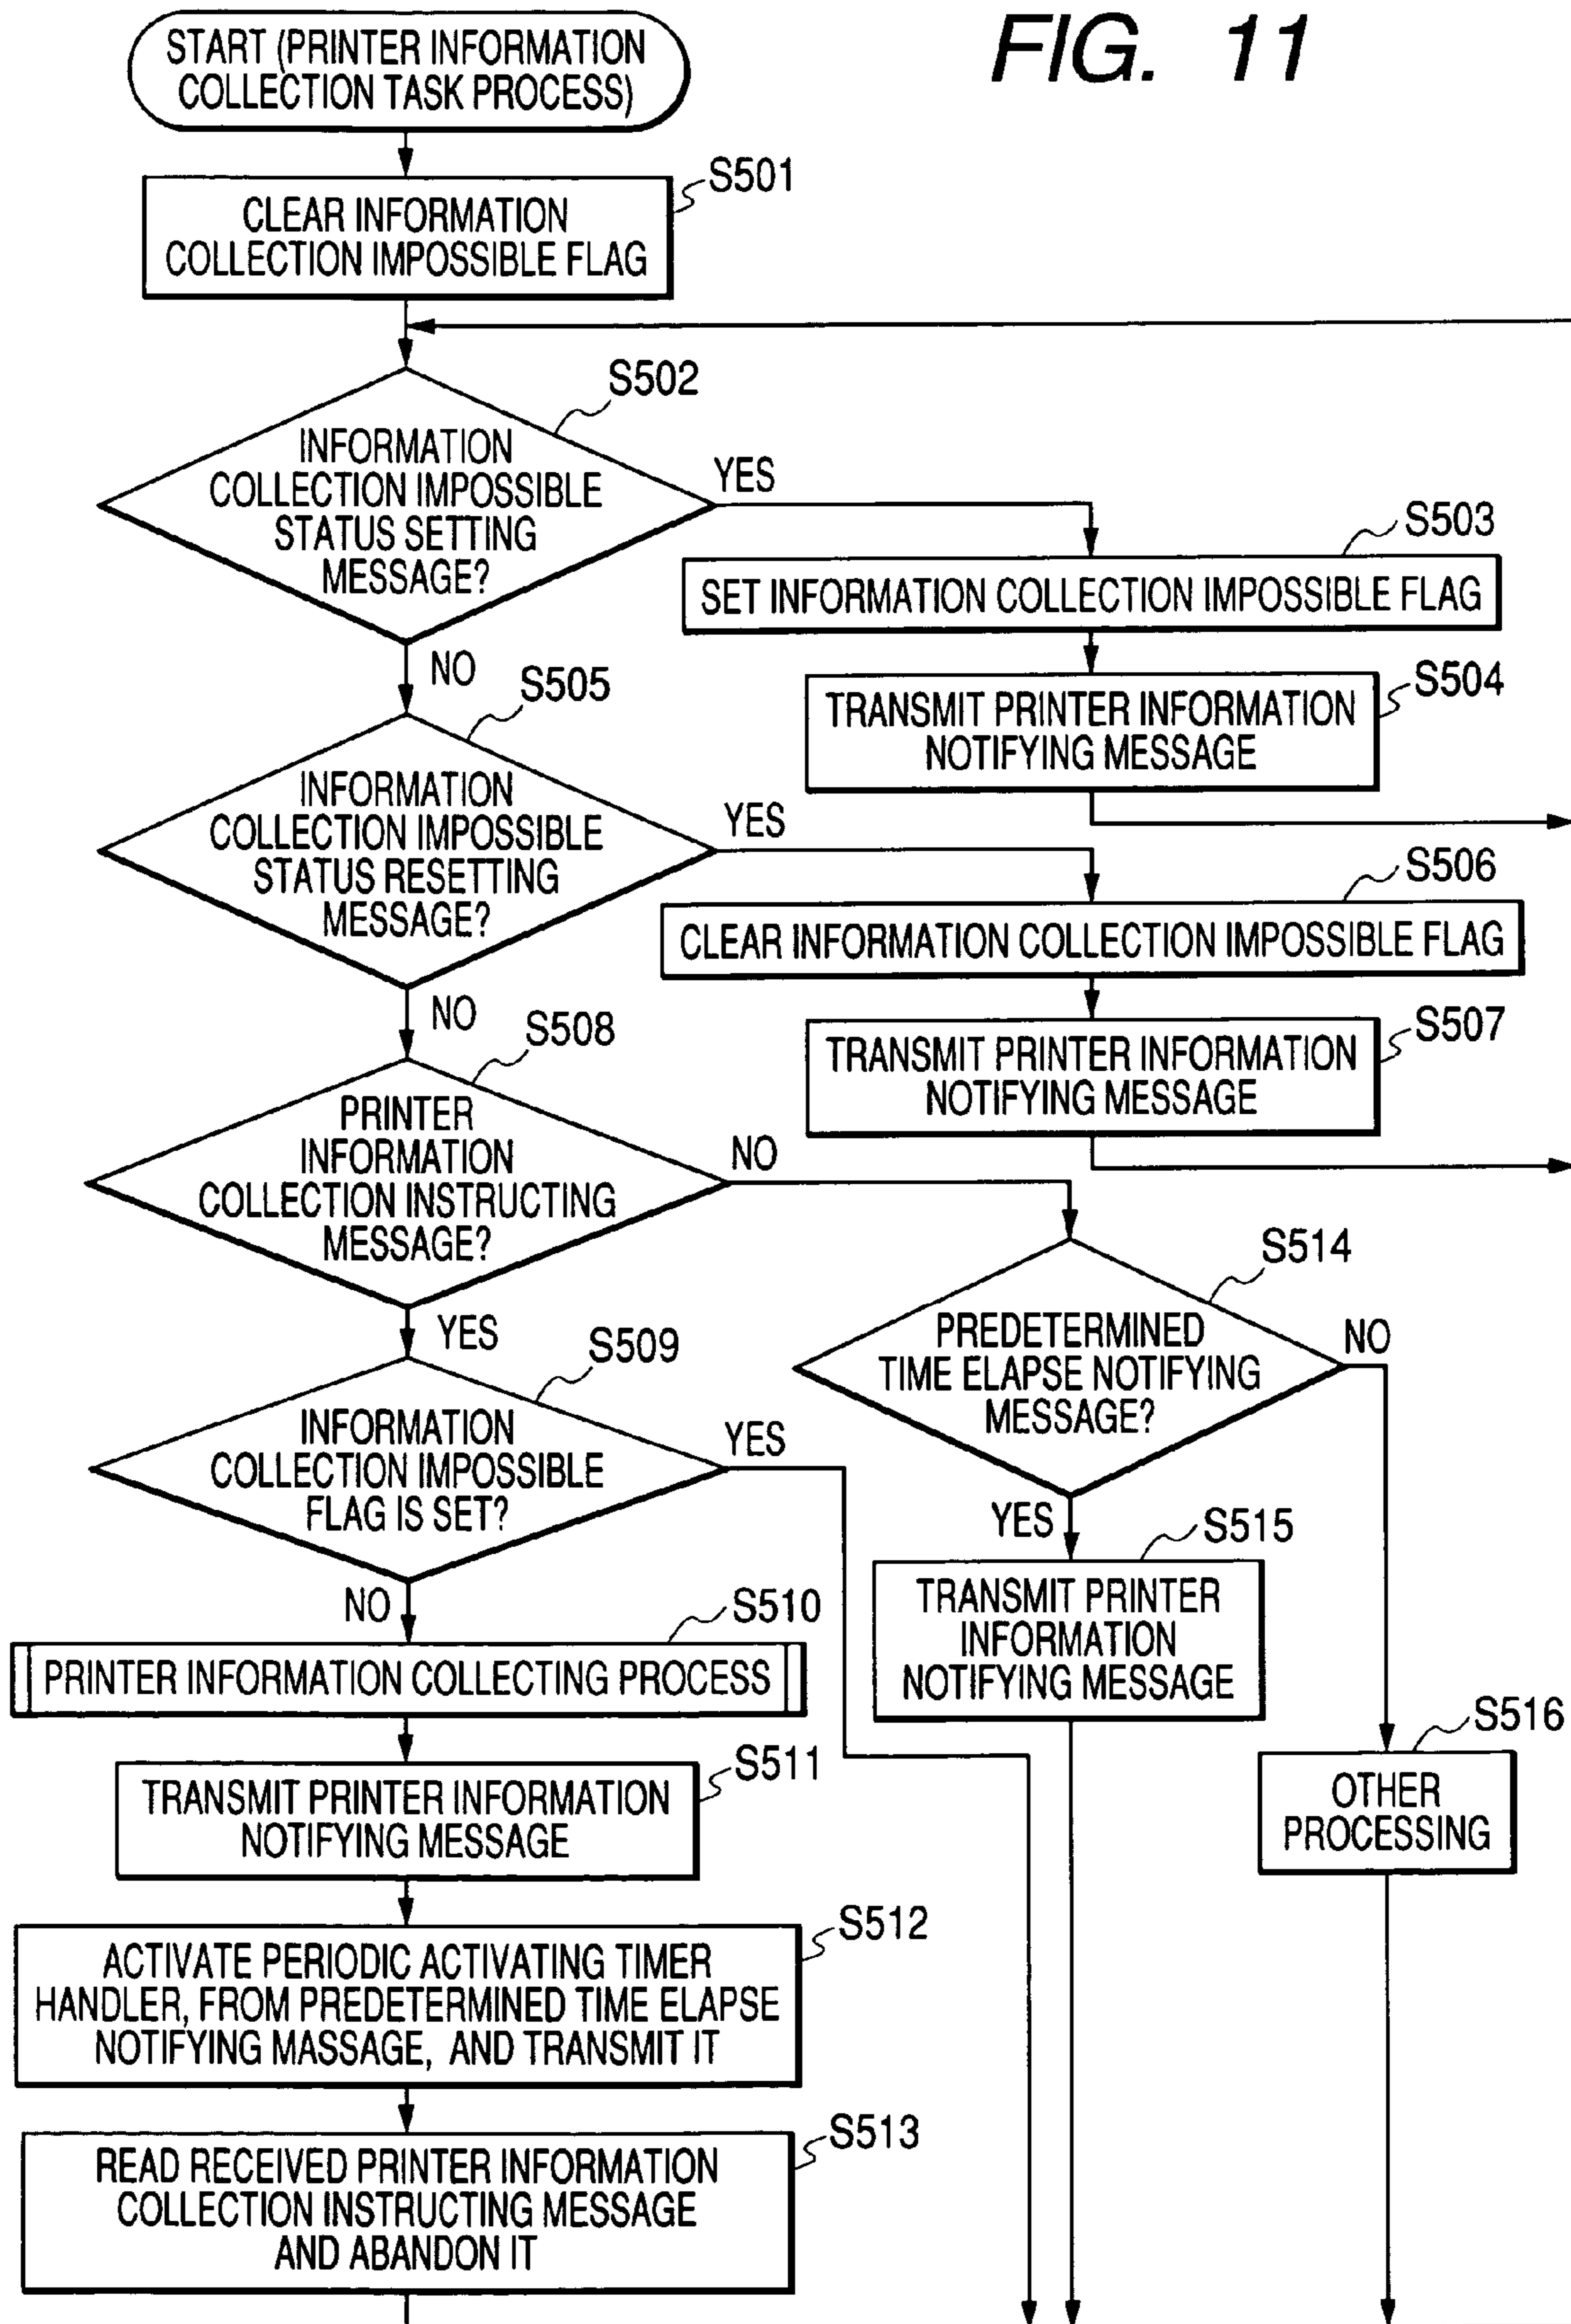 FIG. 11
START (PRINTER INFORMATION
COLLECTION TASK PROCESS)
S501
CLEAR INFORMATION
COLLECTION IMPOSSIBLE FLAG
S502
INFORMATION
COLLECTION IMPOSSIBLE
STATUS SETTING
MESSAGE?
YES
NO
S503
SET INFORMATION COLLECTION IMPOSSIBLE FLAG
S504
TRANSMIT PRINTER INFORMATION
NOTIFYING MESSAGE
S505
INFORMATION
COLLECTION IMPOSSIBLE
STATUS RESETTING
MESSAGE?
YES
NO
S506
CLEAR INFORMATION COLLECTION IMPOSSIBLE FLAG
S507
TRANSMIT PRINTER INFORMATION
NOTIFYING MESSAGE
S508
PRINTER
INFORMATION
COLLECTION INSTRUCTING
MESSAGE?
NO
YES
S509
INFORMATION
COLLECTION IMPOSSIBLE
FLAG IS SET?
YES
NO
S514
PREDETERMINED
TIME ELAPSE NOTIFYING
MESSAGE?
NO
YES
S515
TRANSMIT PRINTER
INFORMATION
NOTIFYING MESSAGE
S516
OTHER
PROCESSING
S510
PRINTER INFORMATION COLLECTING PROCESS
S511
TRANSMIT PRINTER INFORMATION
NOTIFYING MESSAGE
S512
ACTIVATE PERIODIC ACTIVATING TIMER
HANDLER, FROM PREDETERMINED TIME ELAPSE
NOTIFYING MASSAGE, AND TRANSMIT IT
S513
READ RECEIVED PRINTER INFORMATION
COLLECTION INSTRUCTING MESSAGE
AND ABANDON IT